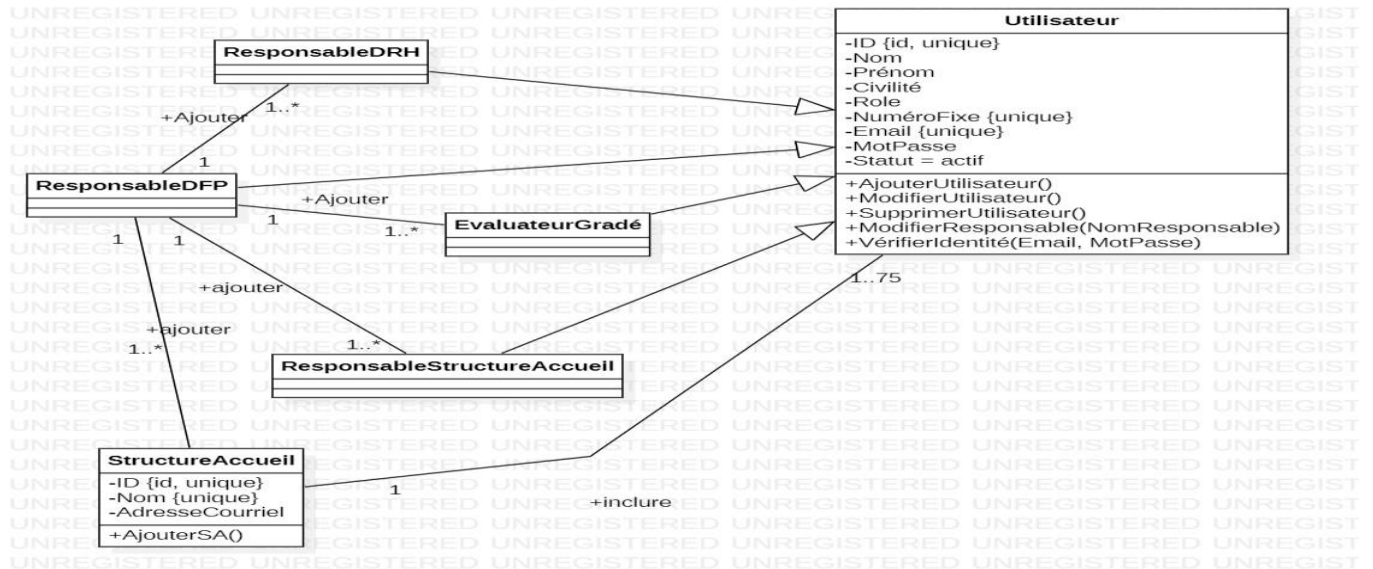 Utilisateur
-ID {id, unique}
-Nom
-Prénom
-Civilité
-Role
-NuméroFixe {unique}
-Email {unique}
-MotPasse
-Statut = actif
+AjouterUtilisateur()
+ModifierUtilisateur()
+SupprimerUtilisateur()
+ModifierResponsable(NomResponsable)
+VérifierIdentité(Email, MotPasse)
ResponsableDRH
1..*
+Ajouter
1
ResponsableDFP
+Ajouter
1
1..*
EvaluateurGradé
1
1
+ajouter
1..*
+ajouter
1..*
ResponsableStructureAccueil
1..75
StructureAccueil
-ID {id, unique}
-Nom {unique}
-AdresseCourriel
+AjouterSA()
1
+inclure
UNREGISTERED